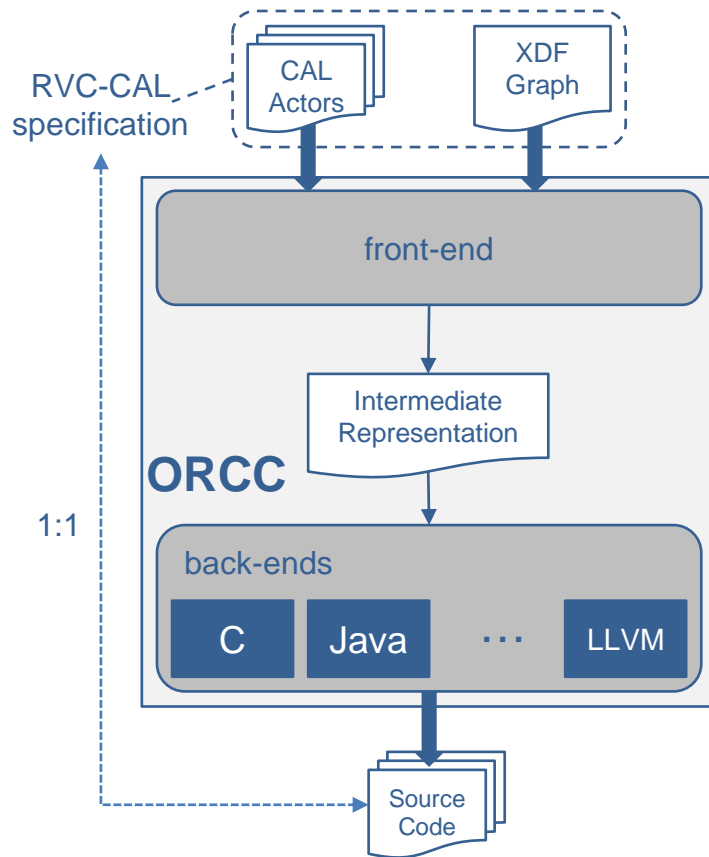 CAL
Actors
XDF
Graph
RVC-CAL
specification
front-end
Intermediate
Representation
ORCC
1:1
back-ends
C
Java
...
LLVM
Source
Code